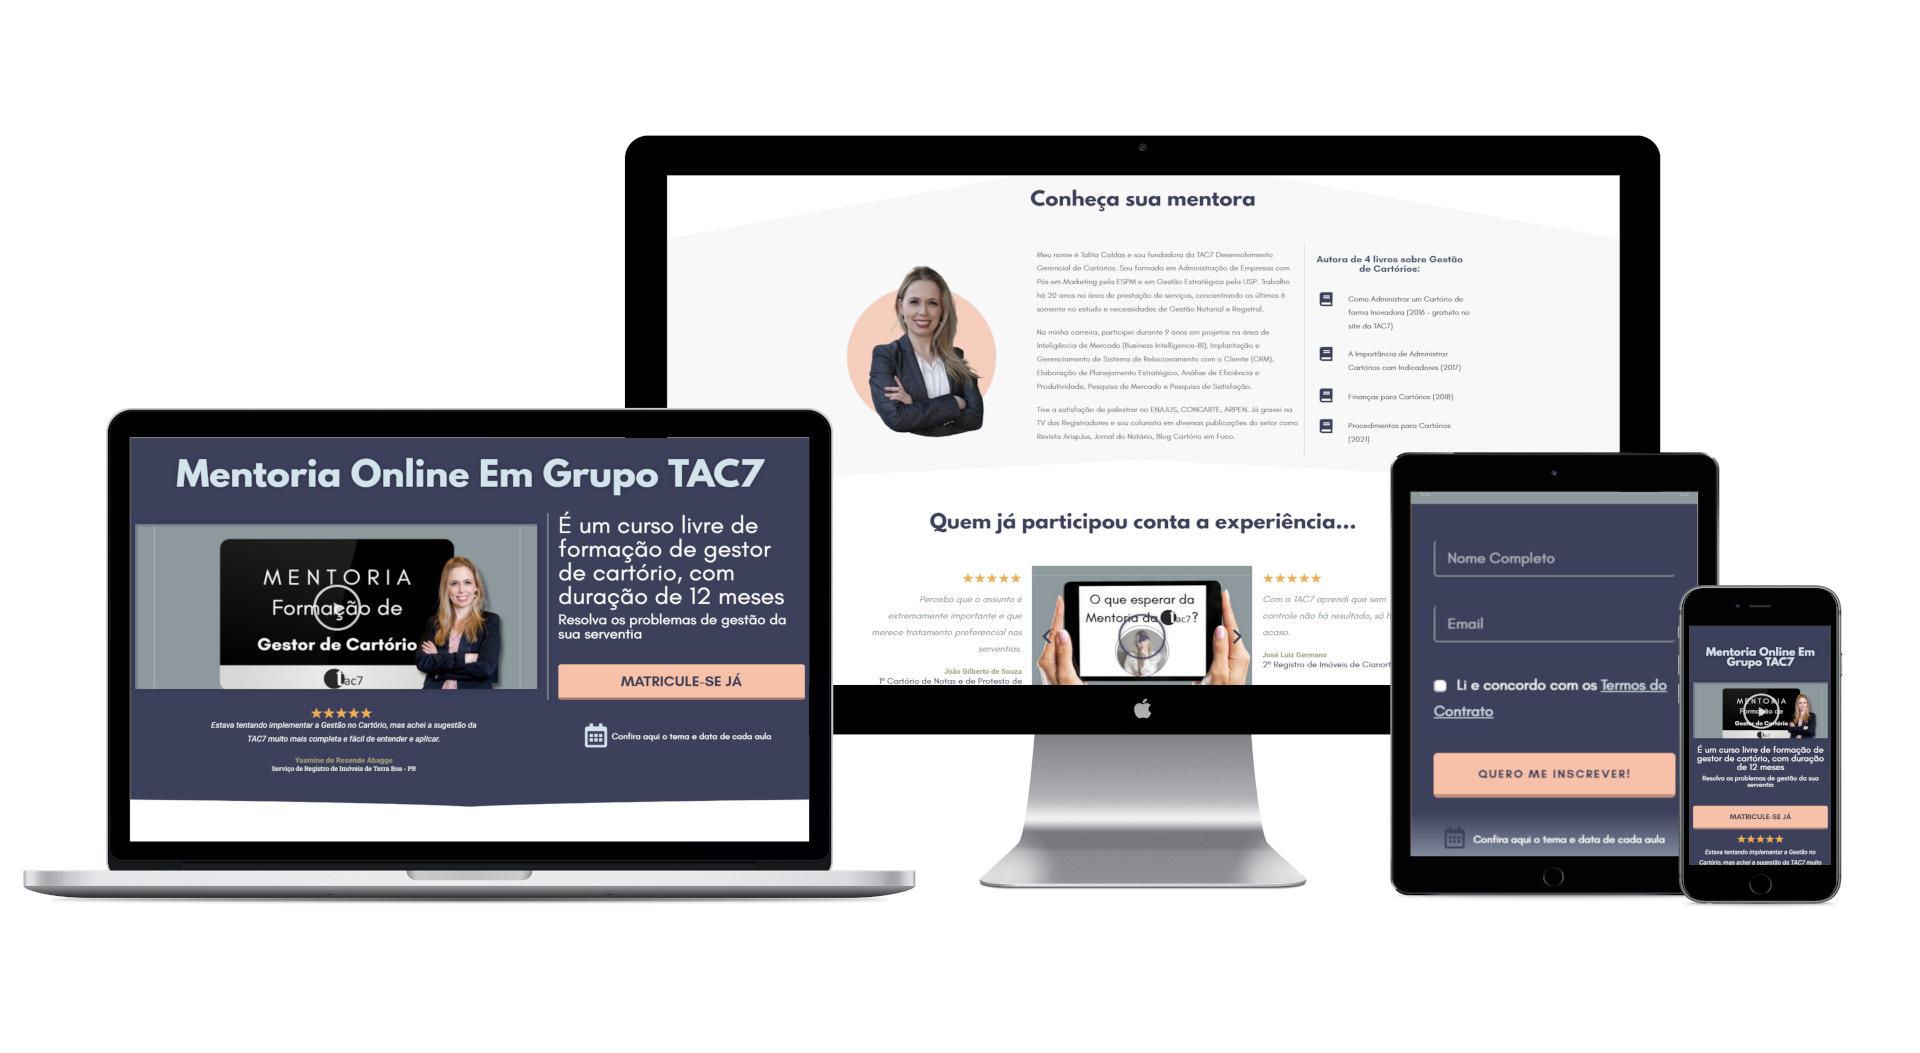 Conheça sua mentora
Meu nome é Talita Caldas e sou fundadora da TAC7 Desenvolvimento
Gerencial de Cartórios. Sou formada em Administração de Empresas com
Pós em Marketing pela ESPM e em Gestão Estratégica pela USP. Trabalho
há 20 anos na área de prestação de serviços, concentrando os últimos 6
somente no estudo e necessidades de Gestão Notarial e Registral.
Na minha carreira, participei durante 9 anos em projetos na área de
Inteligência de Mercado (Business Intelligence-BI), Implantação e
Gerenciamento de Sistema de Relacionamento com o Cliente (CRM),
Elaboração de Planejamento Estratégico, Análise de Eficiência e
Produtividade, Pesquisa de Mercado e Pesquisa de Satisfação.
Tive a satisfação de palestrar no ENAJUS, CONCARTE, ARPEN. Já gravei na
TV dos Registradores e sou colunista em diversas publicações do setor como
Revista ArispJus, Jornal do Notário, Blog Cartório em Foco.
Autora de 4 livros sobre Gestão
de Cartórios:
Como Administrar um Cartório de
forma Inovadora (2016 - gratuito no
site da TAC7)
A Importância de Administrar
Cartórios com Indicadores (2017)
Finanças para Cartórios (2018)
Procedimentos para Cartórios
(2021)
Quem já participou conta a experiência...
Percebo que o assunto é
extremamente importante e que
merece tratamento preferencial nas
serventias.
João Gilberto de Souza
1º Cartório de Notas e de Protesto de
O que esperar da
Mentoria da tac7?
Com a TAC7 aprendi que sem
controle não há resultado, só h
acaso.
José Luiz Germano
2º Registro de Imóveis de Cianort
Mentoria Online Em Grupo TAC7
MENTORIA
Formação de
Gestor de Cartório
tac7
É um curso livre de
formação de gestor
de cartório, com
duração de 12 meses
Resolva os problemas de gestão da
sua serventia
MATRICULE-SE JÁ
Confira aqui o tema e data de cada aula
Estava tentando implementar a Gestão no Cartório, mas achei a sugestão da
TAC7 muito mais completa e fácil de entender e aplicar.
Yasmine de Resende Abagge
Serviço de Registro de Imóveis de Terra Boa - PR
Nome Completo
Email
Li e concordo com os Termos do
Contrato
QUERO ME INSCREVER!
Confira aqui o tema e data de cada aula
Mentoria Online Em
Grupo TAC7
MENTORIA
Formação de
Gestor de Cartório
tac7
É um curso livre de formação de
gestor de cartório, com duração
de 12 meses
Resolva os problemas de gestão da sua
serventia
MATRICULE-SE JÁ
Estava tentando implementar a Gestão no
Cartório, mas achei a sugestão da TAC7 muito